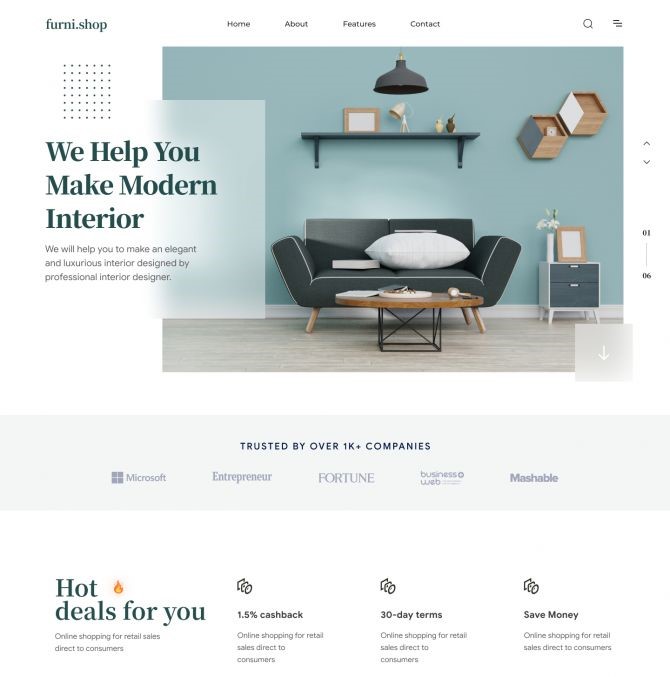 furni.shop
Home
About
Features
Contact
We Help You
Make Modern
Interior
We will help you to make an elegant
and luxurious interior designed by
professional interior designer.
01
06
TRUSTED BY OVER 1K+ COMPANIES
Microsoft
Entrepreneur
FORTUNE
business
web
Mashable
Hot
deals for you
Online shopping for retail sales
direct to consumers
1.5% cashback
Online shopping for retail
sales direct to
consumers
30-day terms
Online shopping for retail
sales direct to
consumers
Save Money
Online shopping for retail
sales direct to consumers